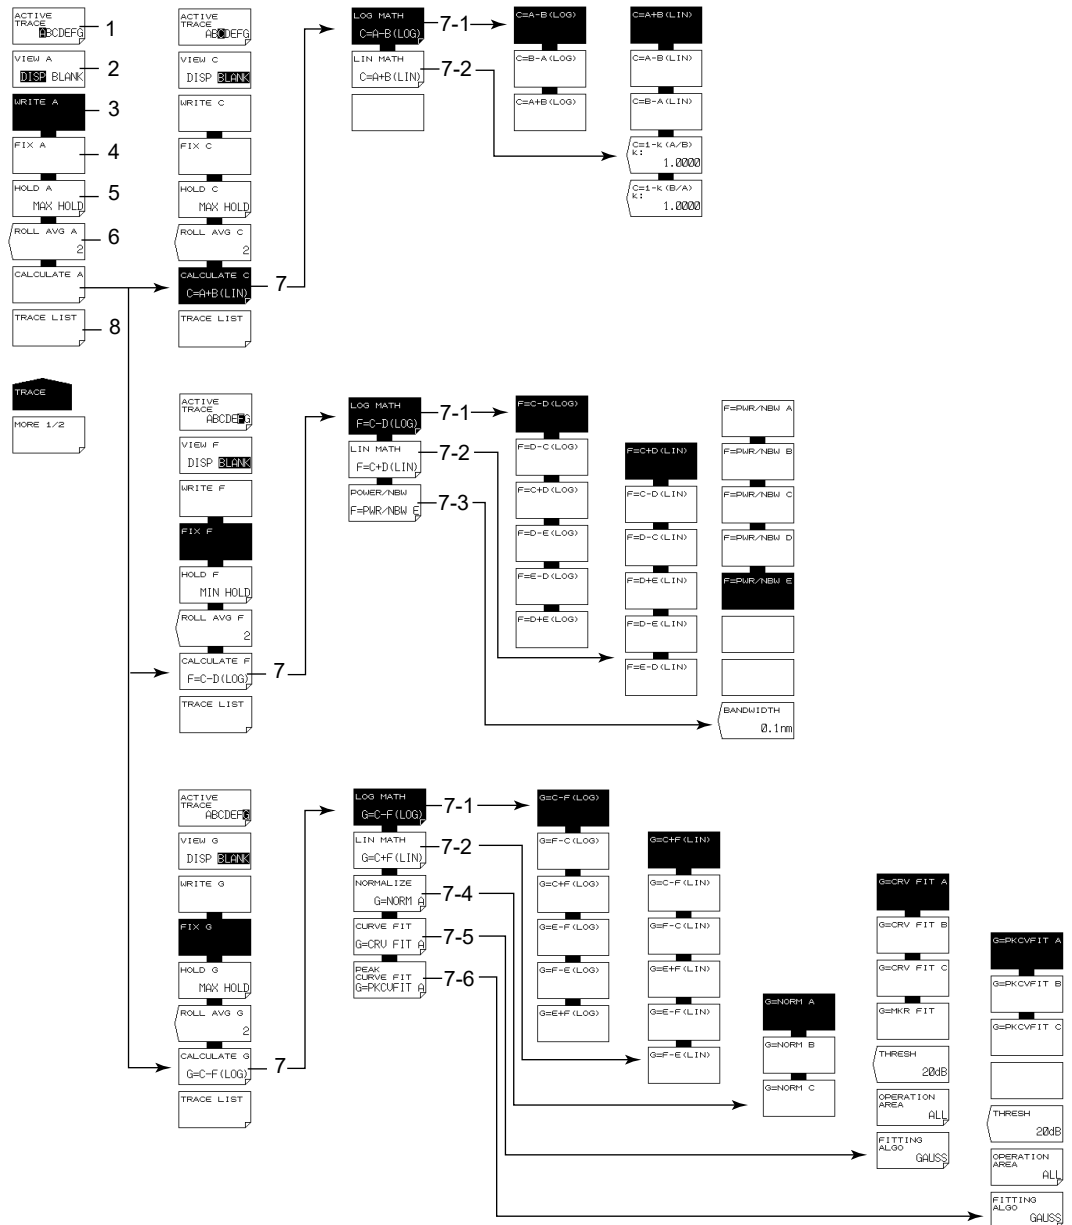 ACTIVE
TRACE
ABCDEFG
1
VIEW A
DISP BLANK
2
WRITE A
3
FIX A
4
HOLD A
MAX HOLD
5
ROLL AVG A
2
6
CALCULATE A
TRACE LIST
8
TRACE
MORE 1/2
ACTIVE
TRACE
ABCDEFG
VIEW C
DISP BLANK
WRITE C
FIX C
HOLD C
MAX HOLD
ROLL AVG C
2
CALCULATE C
C=A+B(LIN)
7
TRACE LIST
LOG MATH
C=A-B(LOG)
7-1
LIN MATH
C=A+B(LIN)
7-2
C=A-B(LOG)
C=B-A(LOG)
C=A+B(LOG)
C=A+B(LIN)
C=A-B(LIN)
C=B-A(LIN)
C=1-k(A/B)
k:
1.0000
C=1-k(B/A)
k:
1.0000
ACTIVE
TRACE
ABCDEFG
VIEW F
DISP BLANK
WRITE F
FIX F
HOLD F
MIN HOLD
ROLL AVG F
2
CALCULATE F
F=C-D(LOG)
7
TRACE LIST
LOG MATH
F=C-D(LOG)
7-1
LIN MATH
F=C+D(LIN)
7-2
POWER/NBW
F=PWR/NBW E
7-3
F=C-D(LOG)
F=D-C(LOG)
F=C+D(LOG)
F=D-E(LOG)
F=E-D(LOG)
F=D+E(LOG)
F=C+D(LIN)
F=C-D(LIN)
F=D-C(LIN)
F=D+E(LIN)
F=D-E(LIN)
F=E-D(LIN)
F=PWR/NBW A
F=PWR/NBW B
F=PWR/NBW C
F=PWR/NBW D
F=PWR/NBW E
BANDWIDTH
0.1nm
ACTIVE
TRACE
ABCDEFG
VIEW G
DISP BLANK
WRITE G
FIX G
HOLD G
MAX HOLD
ROLL AVG G
2
CALCULATE G
G=C-F(LOG)
7
TRACE LIST
LOG MATH
G=C-F(LOG)
7-1
LIN MATH
G=C+F(LIN)
7-2
NORMALIZE
G=NORM A
7-4
CURVE FIT
G=CRV FIT A
7-5
PEAK
CURVE FIT
G=PKCVFIT A
7-6
G=C-F(LOG)
G=F-C(LOG)
G=C+F(LOG)
G=E-F(LOG)
G=F-E(LOG)
G=E+F(LOG)
G=C+F(LIN)
G=C-F(LIN)
G=F-C(LIN)
G=E+F(LIN)
G=E-F(LIN)
G=F-E(LIN)
G=NORM A
G=NORM B
G=NORM C
G=CRV FIT A
G=CRV FIT B
G=CRV FIT C
G=MKR FIT
THRESH
20dB
OPERATION
AREA
ALL
FITTING
ALGO
GAUSS
G=PKCVFIT A
G=PKCVFIT B
G=PKCVFIT C
THRESH
20dB
OPERATION
AREA
ALL
FITTING
ALGO
GAUSS